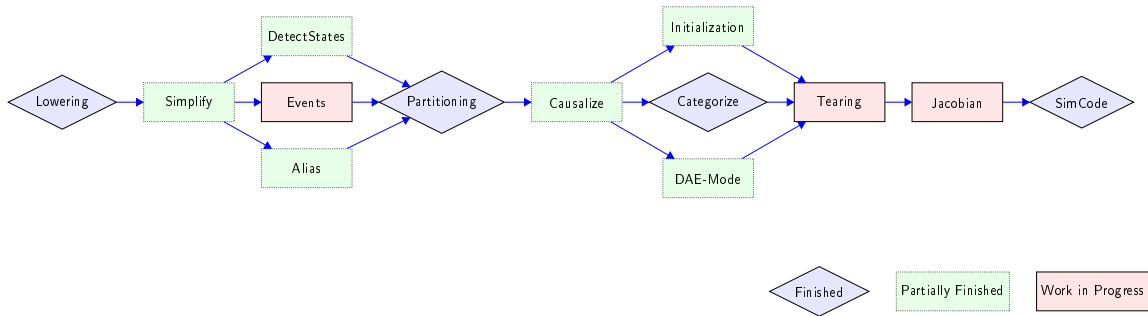 Lowering
Simplify
DetectStates
Events
Alias
Partitioning
Causalize
Initialization
Categorize
DAE-Mode
Tearing
Jacobian
SimCode
Finished
Partially Finished
Work in Progress